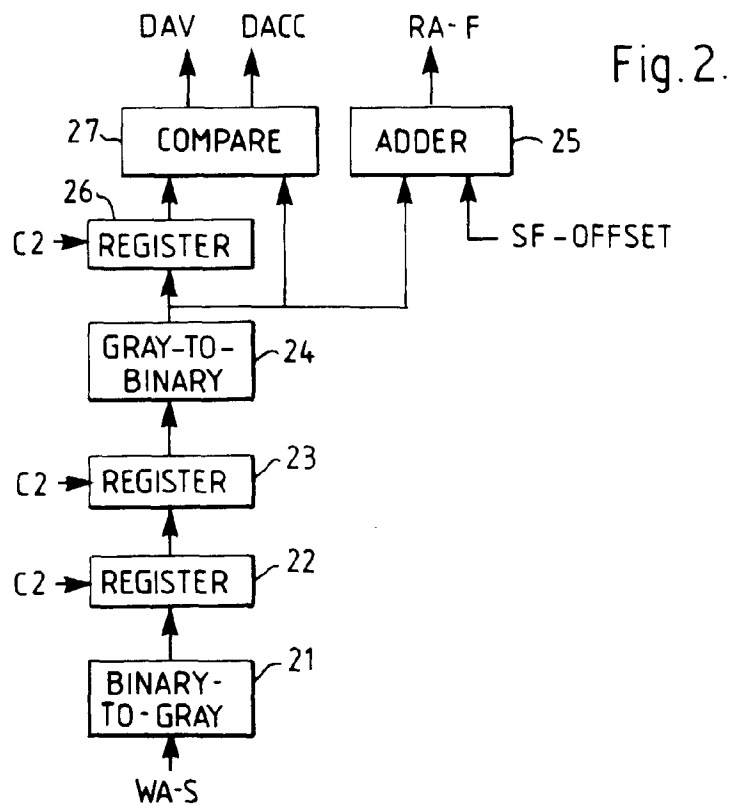 DAV DACC RA-F
Fig.2.
27 COMPARE ADDER 25
26
C2 REGISTER SF-OFFSET
GRAY-TO-
BINARY 24
23
C2 REGISTER
22
C2 REGISTER
21
BINARY-
TO-GRAY
WA-S